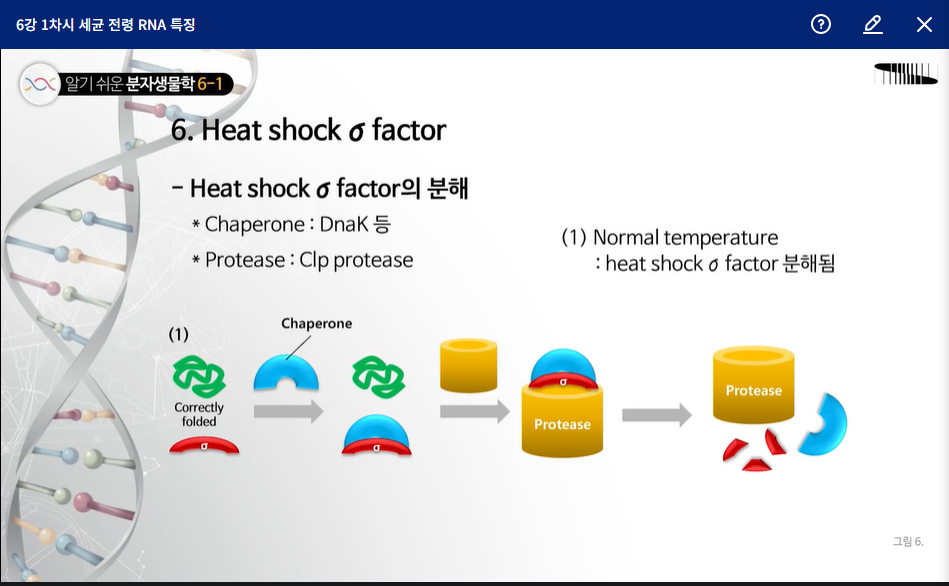 6강 1차시 세균 전령 RNA 특징
알기 쉬운 분자생물학 6-1
6. Heat shock σ factor
- Heat shock σ factor의 분해
* Chaperone : DnaK 등
* Protease : Clp protease
(1) Normal temperature
: heat shock σ factor 분해됨
(1)
Chaperone
Correctly
folded
σ
σ
σ
Protease
Protease
그림 6.